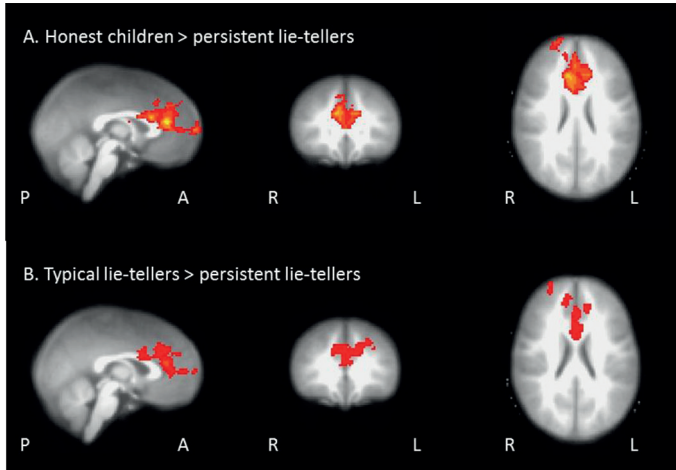 A. Honest children > persistent lie-tellers
P A R L R L
B. Typical lie-tellers > persistent lie-tellers
P A R L R L